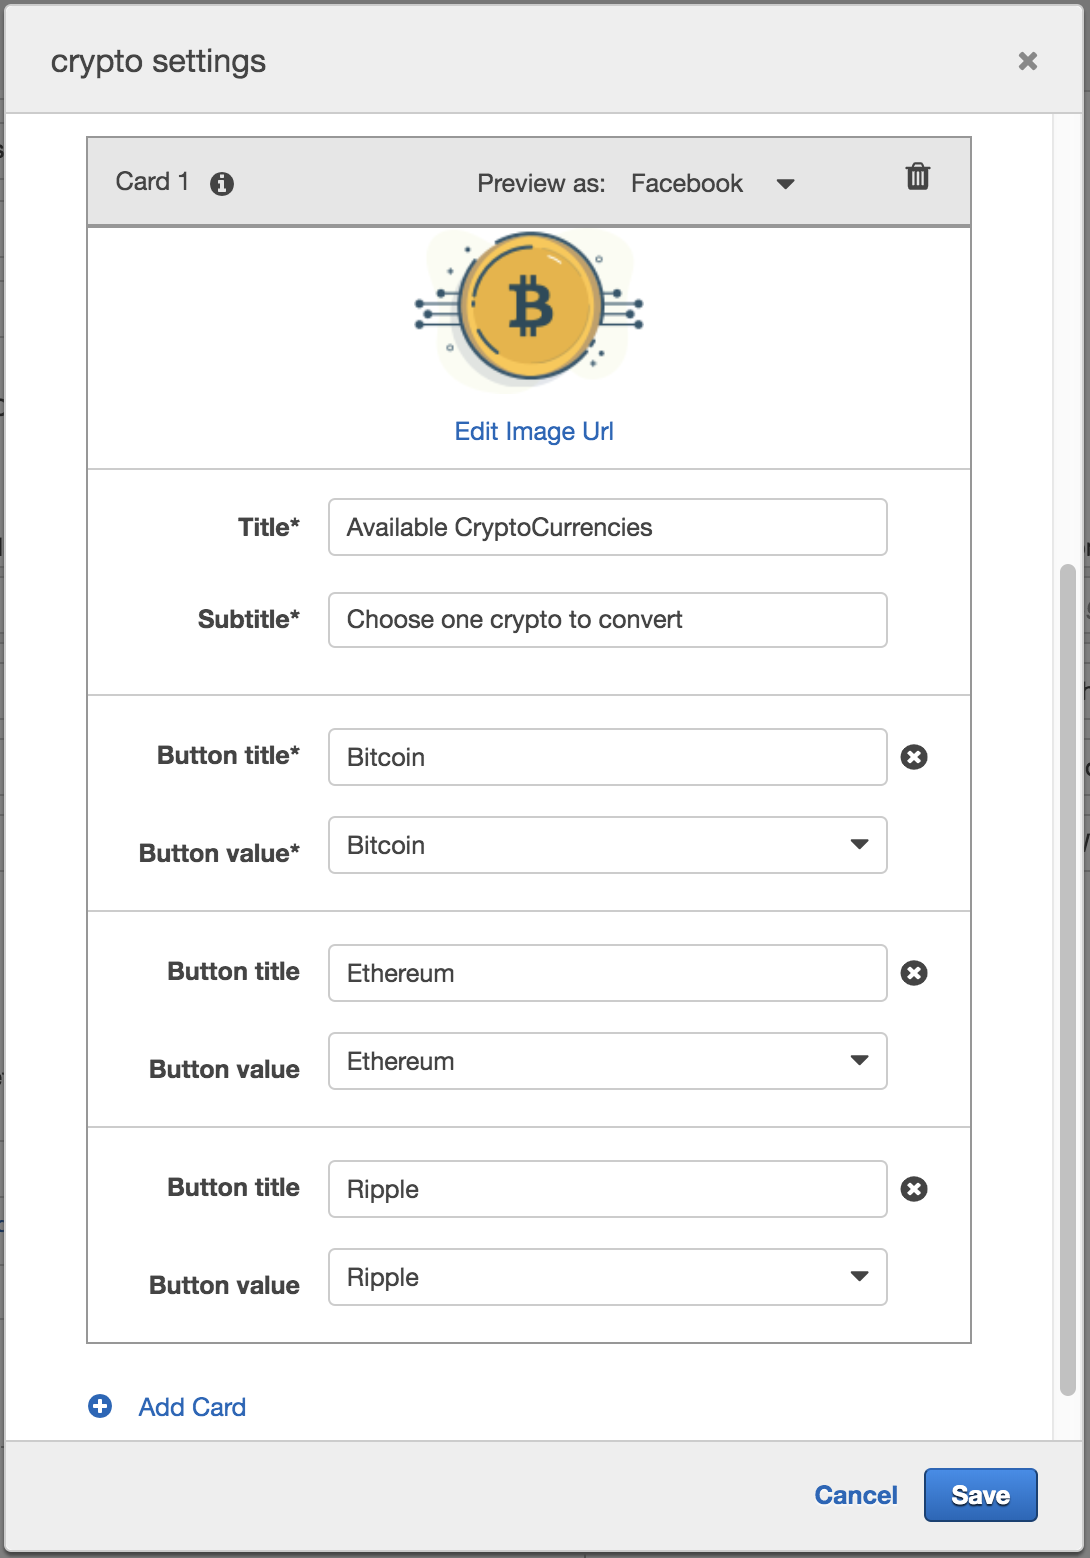 crypto settings
Card 1 Preview as: Facebook
Edit Image Url
Title* Available CryptoCurrencies
Subtitle* Choose one crypto to convert
Button title* Bitcoin
Button value* Bitcoin
Button title Ethereum
Button value Ethereum
Button title Ripple
Button value Ripple
Add Card
Cancel Save